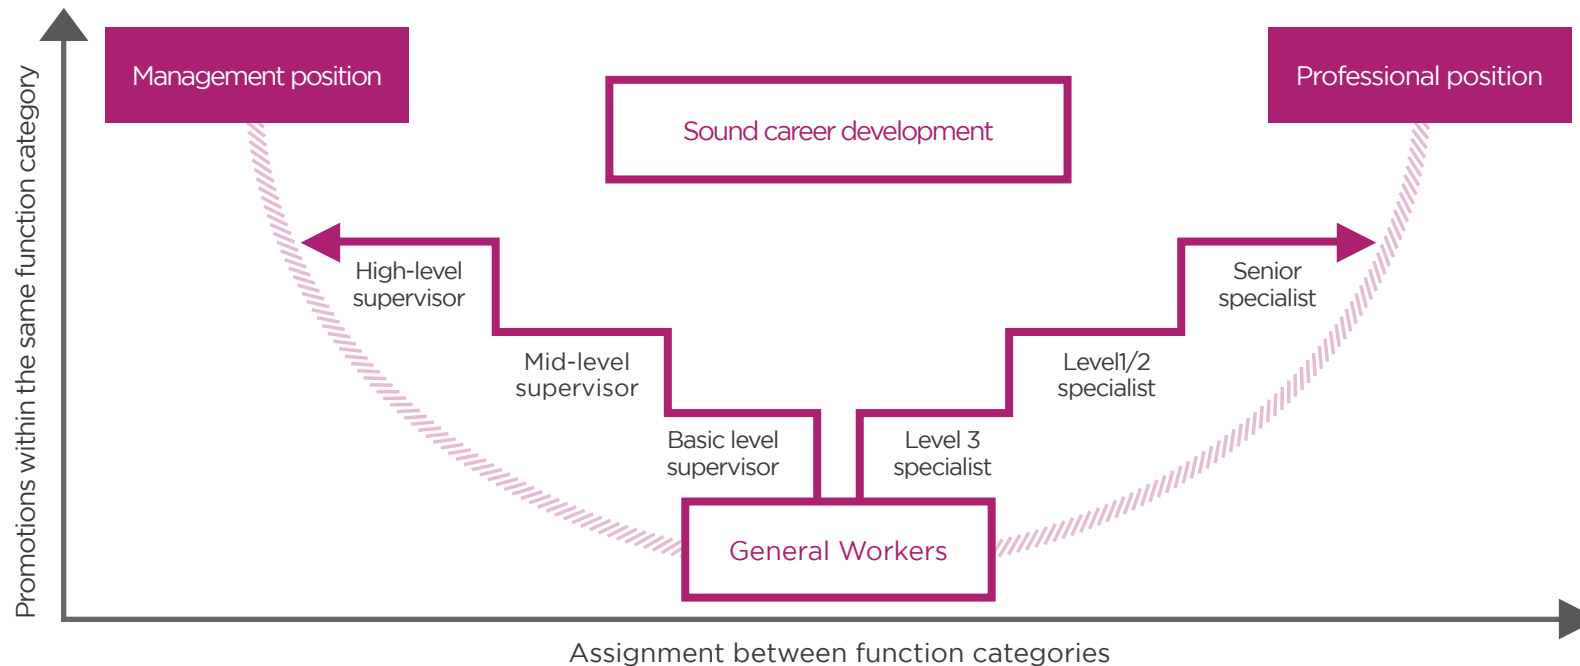 Promotions within the same function category
Management position
Sound career development
Professional position
High-level
supervisor
Mid-level
supervisor
Basic level
supervisor
Level 3
specialist
Level1/2
specialist
Senior
specialist
General Workers
Assignment between function categories